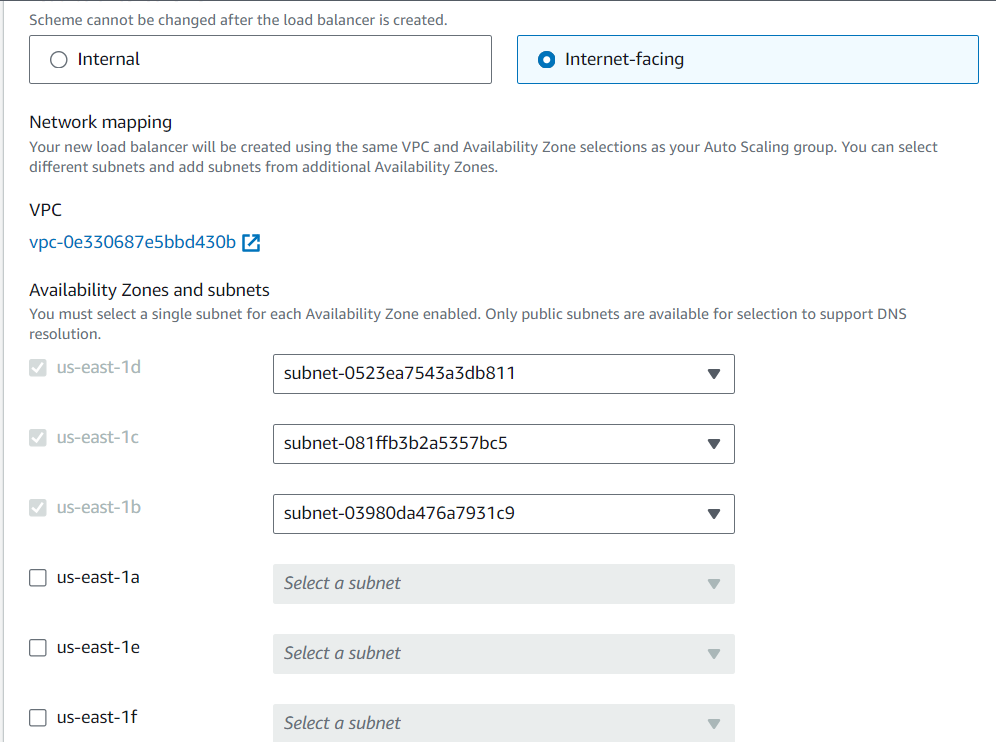 Scheme cannot be changed after the load balancer is created.
Internal
Internet-facing
Network mapping
Your new load balancer will be created using the same VPC and Availability Zone selections as your Auto Scaling group. You can select
different subnets and add subnets from additional Availability Zones.
VPC
vpc-0e330687e5bbd430b
Availability Zones and subnets
You must select a single subnet for each Availability Zone enabled. Only public subnets are available for selection to support DNS
resolution.
us-east-1d
subnet-0523ea7543a3db811
us-east-1c
subnet-081ffb3b2a5357bc5
us-east-1b
subnet-03980da476a7931c9
us-east-1a
Select a subnet
us-east-1e
Select a subnet
us-east-1f
Select a subnet